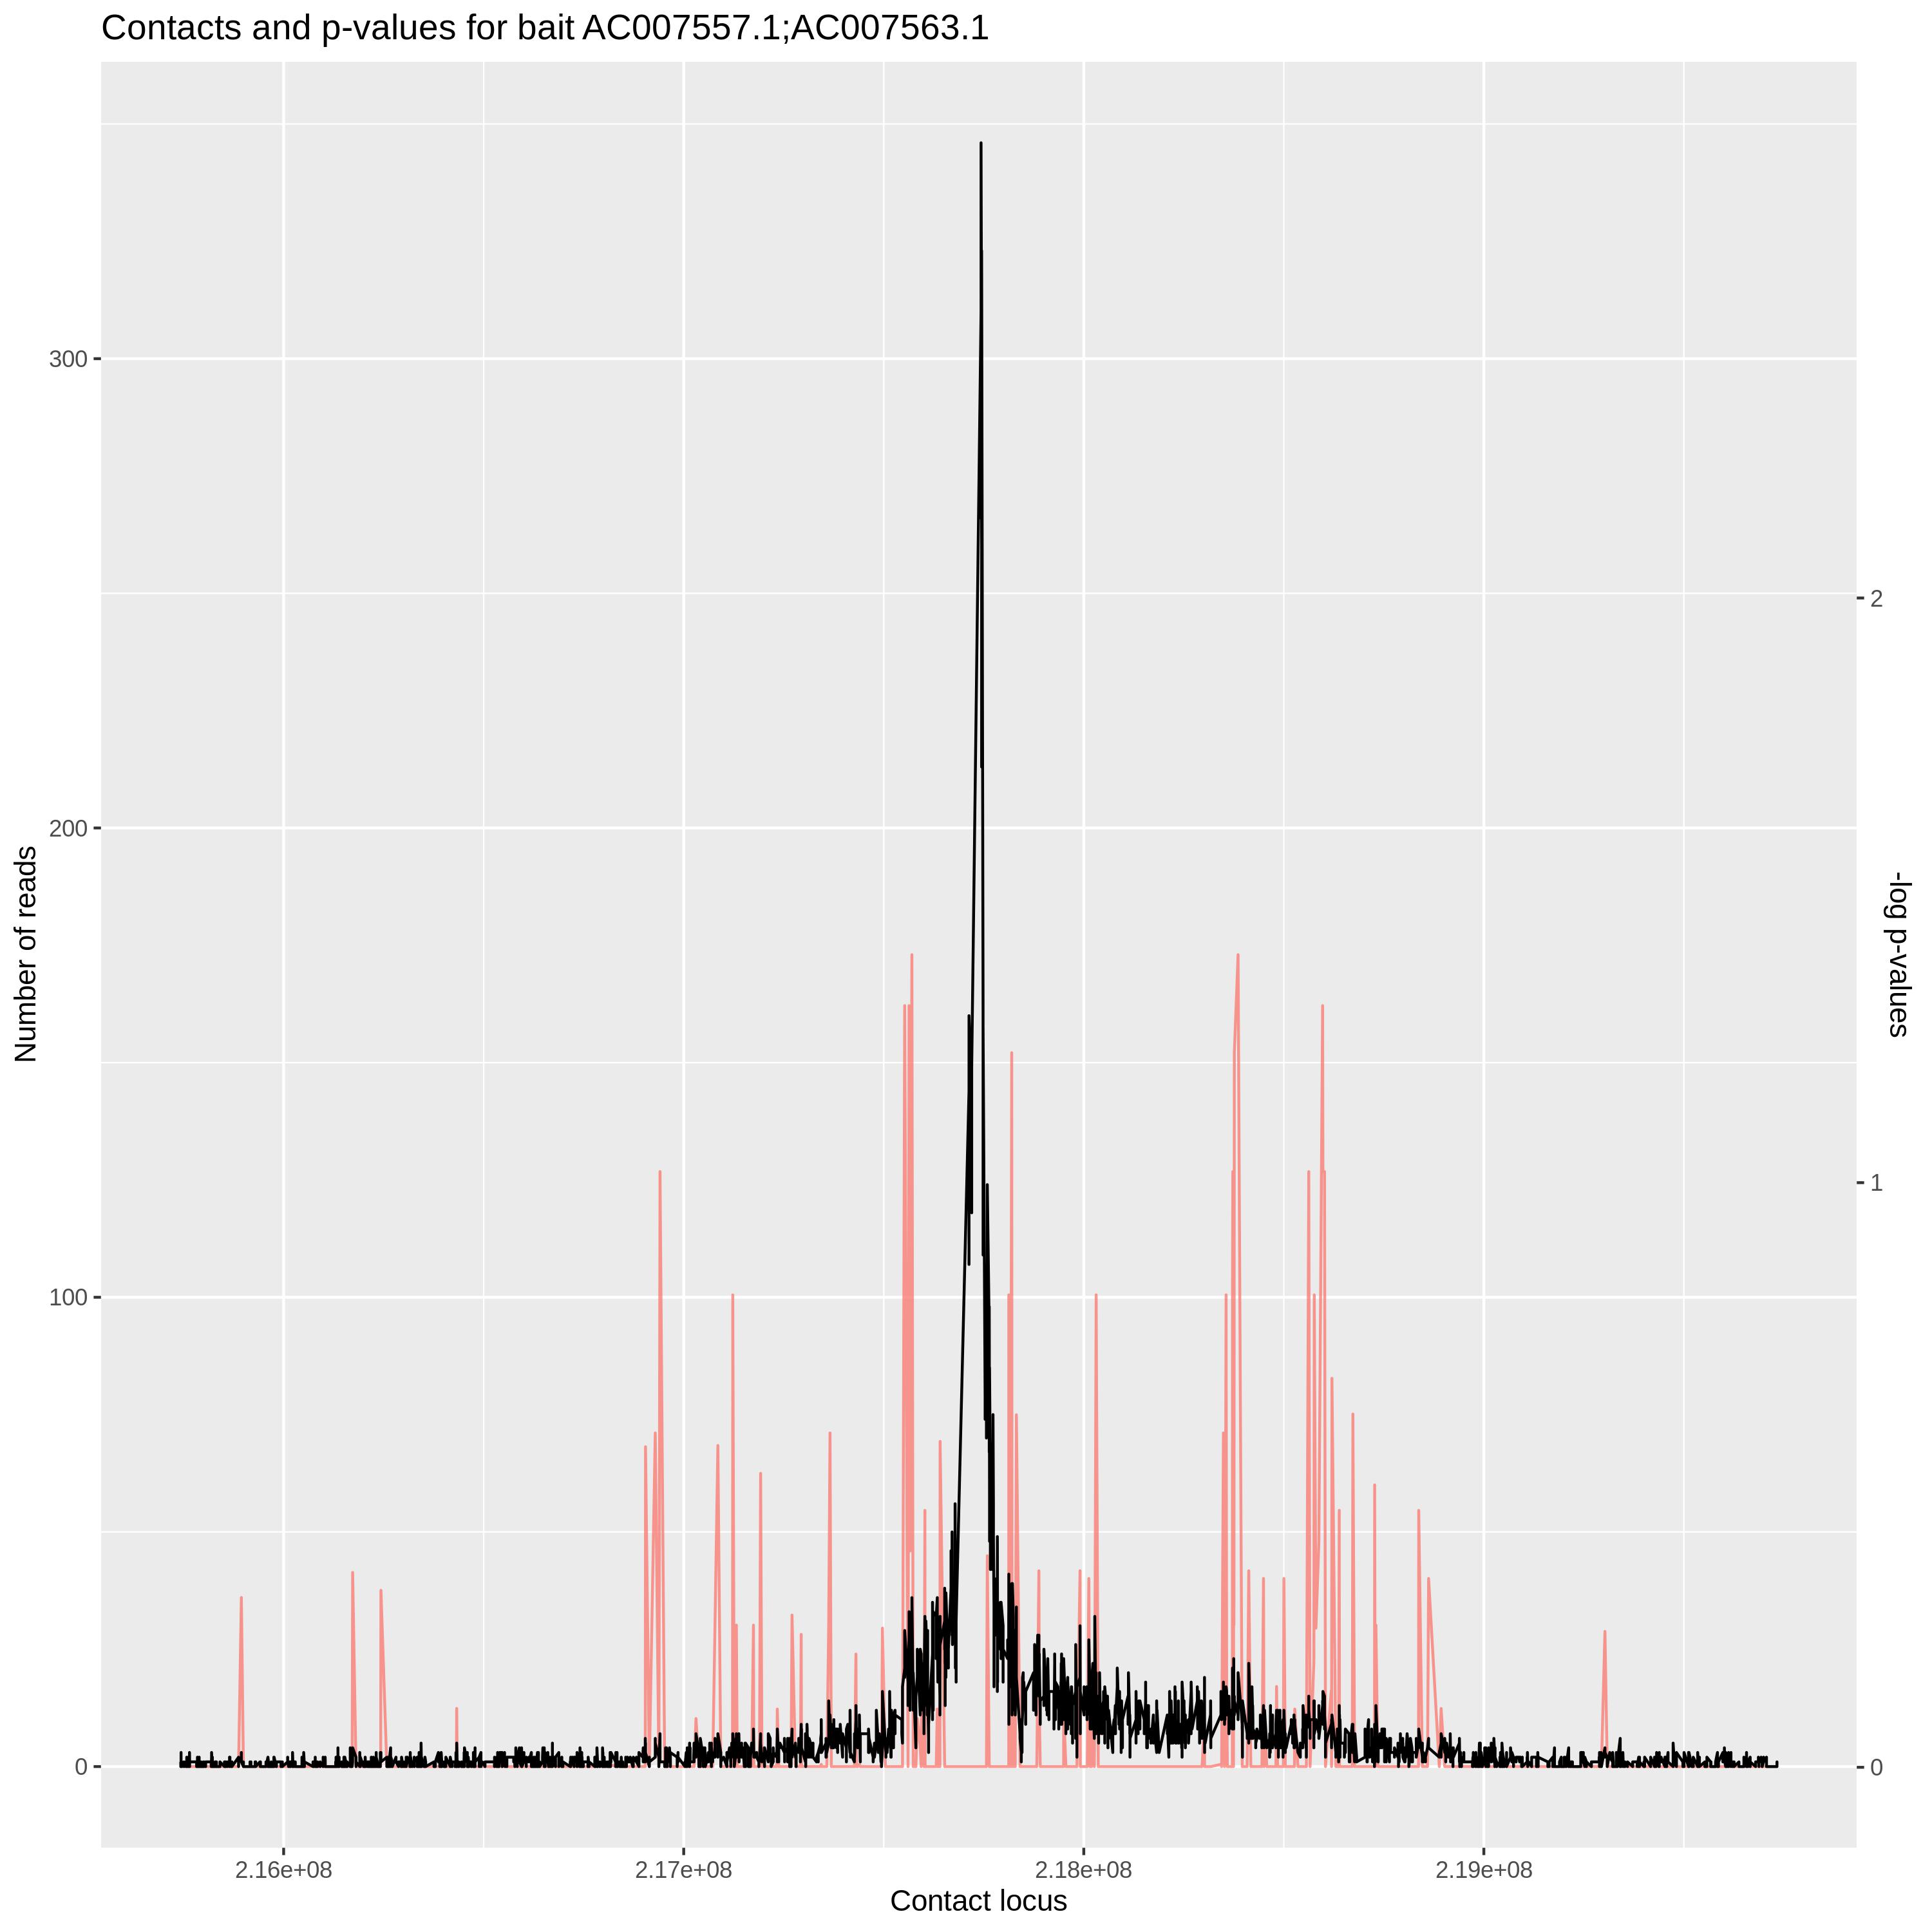 Contacts and p-values for bait AC007557.1;AC007563.1
300
200
100
0
Number of reads
2
1
0
-log p-values
2.16e+08
2.17e+08
2.18e+08
2.19e+08
Contact locus